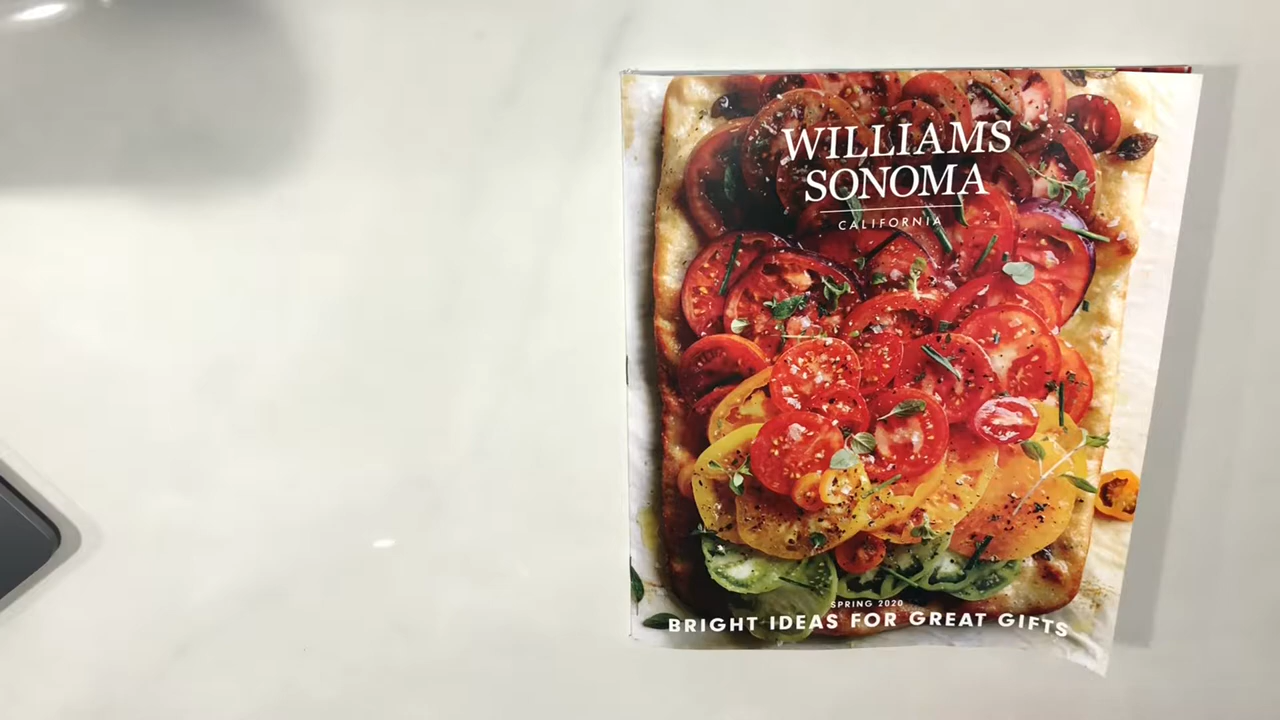 WILLIAMS
SONOMA
CALIFORNIA
SPRING 2020
BRIGHT IDEAS FOR GREAT GIFTS